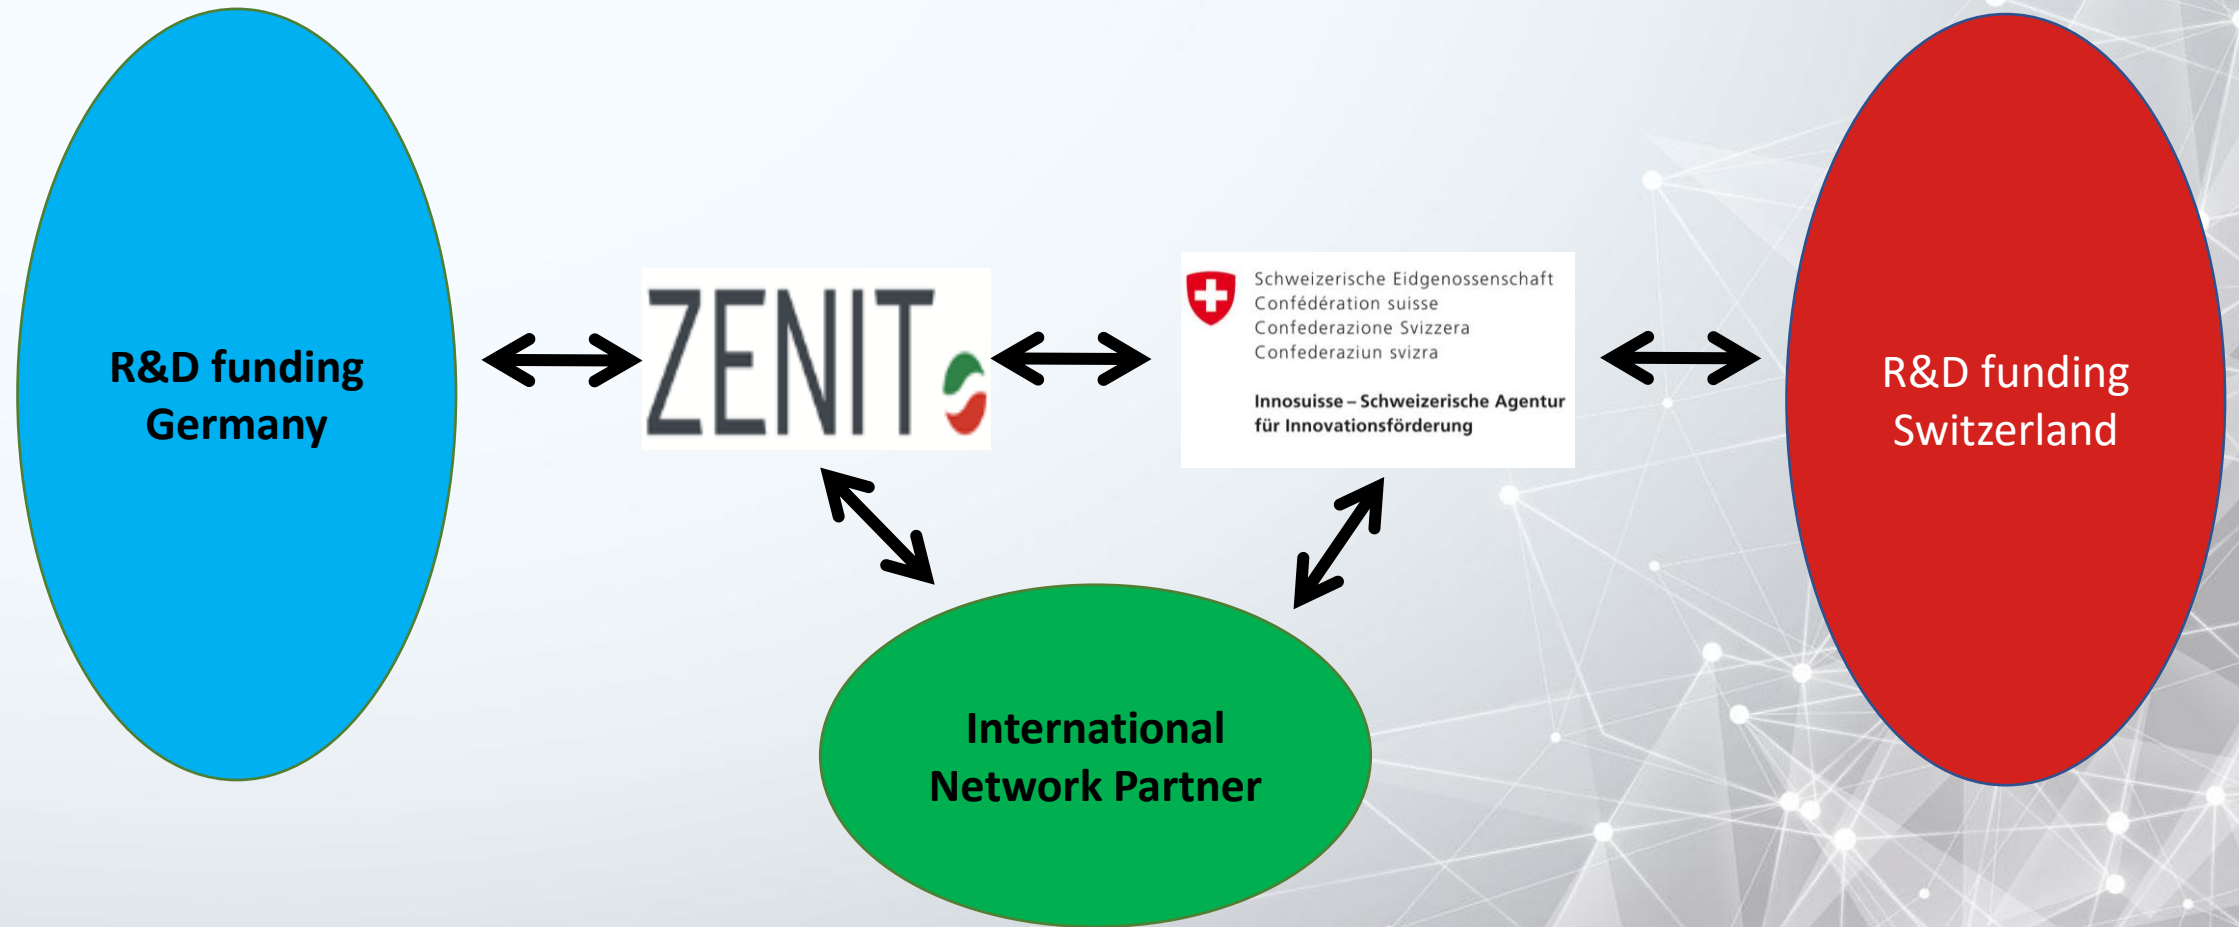 R&D funding
Germany
ZENIT
Schweizerische Eidgenossenschaft
Confédération suisse
Confederazione Svizzera
Confederaziun svizra
Innosuisse – Schweizerische Agentur
für Innovationsförderung
R&D funding
Switzerland
International
Network Partner